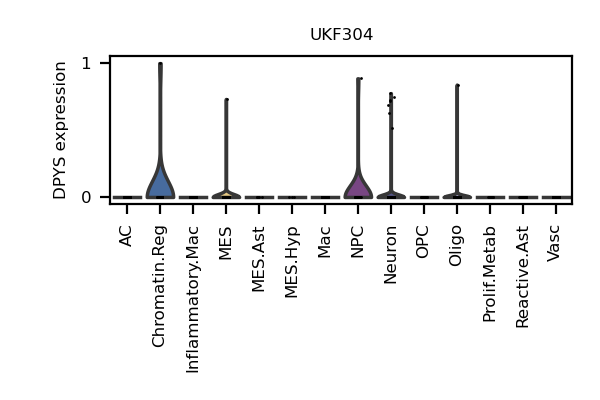 UKF304
DPYS expression
1
0
AC
Chromatin.Reg
Inflammatory.Mac
MES
MES.Ast
MES.Hyp
Mac
NPC
Neuron
OPC
Oligo
Prolif.Metab
Reactive.Ast
Vasc